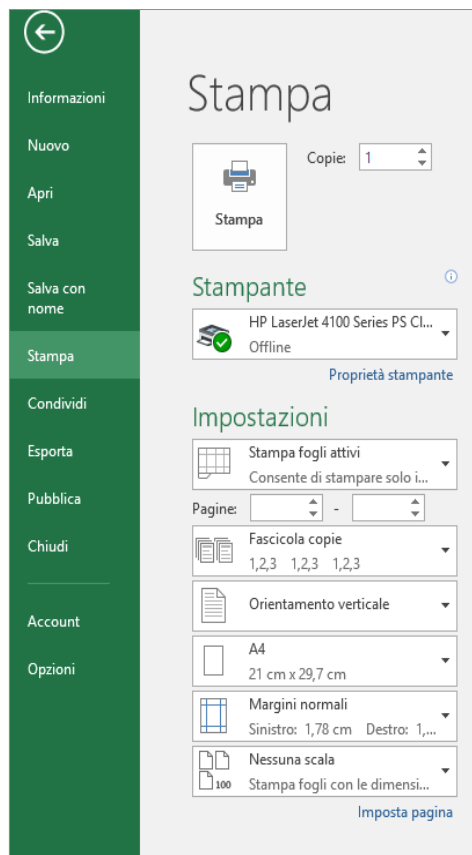 Informazioni
Nuovo
Apri
Salva
Salva con
nome
Stampa
Condividi
Esporta
Pubblica
Chiudi
Account
Opzioni
Stampa
Copie: 1
Stampa
Stampante
HP LaserJet 4100 Series PS Cl...
Offline
Proprietà stampante
Impostazioni
Stampa fogli attivi
Consente di stampare solo i...
Pagine: -
Fascicola copie
1,2,3 1,2,3 1,2,3
Orientamento verticale
A4
21 cm x 29,7 cm
Margini normali
Sinistro: 1,78 cm Destro: 1,...
Nessuna scala
100 Stampa fogli con le dimensi...
Imposta pagina